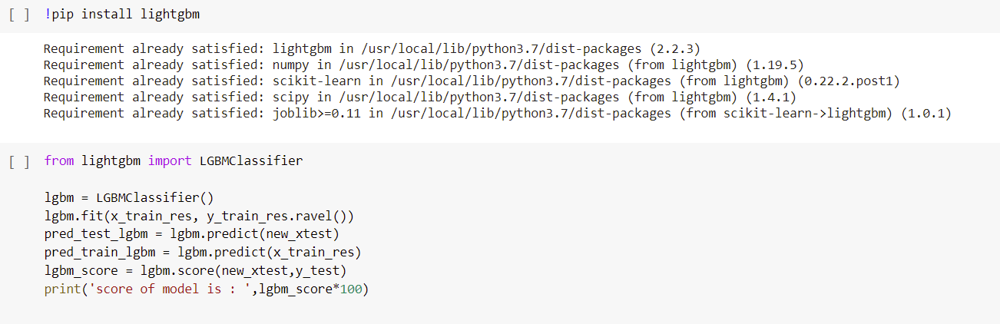 [ ] !pip install lightgbm
Requirement already satisfied: lightgbm in /usr/local/lib/python3.7/dist-packages (2.2.3)
Requirement already satisfied: numpy in /usr/local/lib/python3.7/dist-packages (from lightgbm) (1.19.5)
Requirement already satisfied: scikit-learn in /usr/local/lib/python3.7/dist-packages (from lightgbm) (0.22.2.post1)
Requirement already satisfied: scipy in /usr/local/lib/python3.7/dist-packages (from lightgbm) (1.4.1)
Requirement already satisfied: joblib>=0.11 in /usr/local/lib/python3.7/dist-packages (from scikit-learn->lightgbm) (1.0.1)
[ ] from lightgbm import LGBMClassifier
lgbm = LGBMClassifier()
lgbm.fit(x_train_res, y_train_res.ravel())
pred_test_lgbm = lgbm.predict(new_xtest)
pred_train_lgbm = lgbm.predict(x_train_res)
lgbm_score = lgbm.score(new_xtest,y_test)
print('score of model is : ',lgbm_score*100)